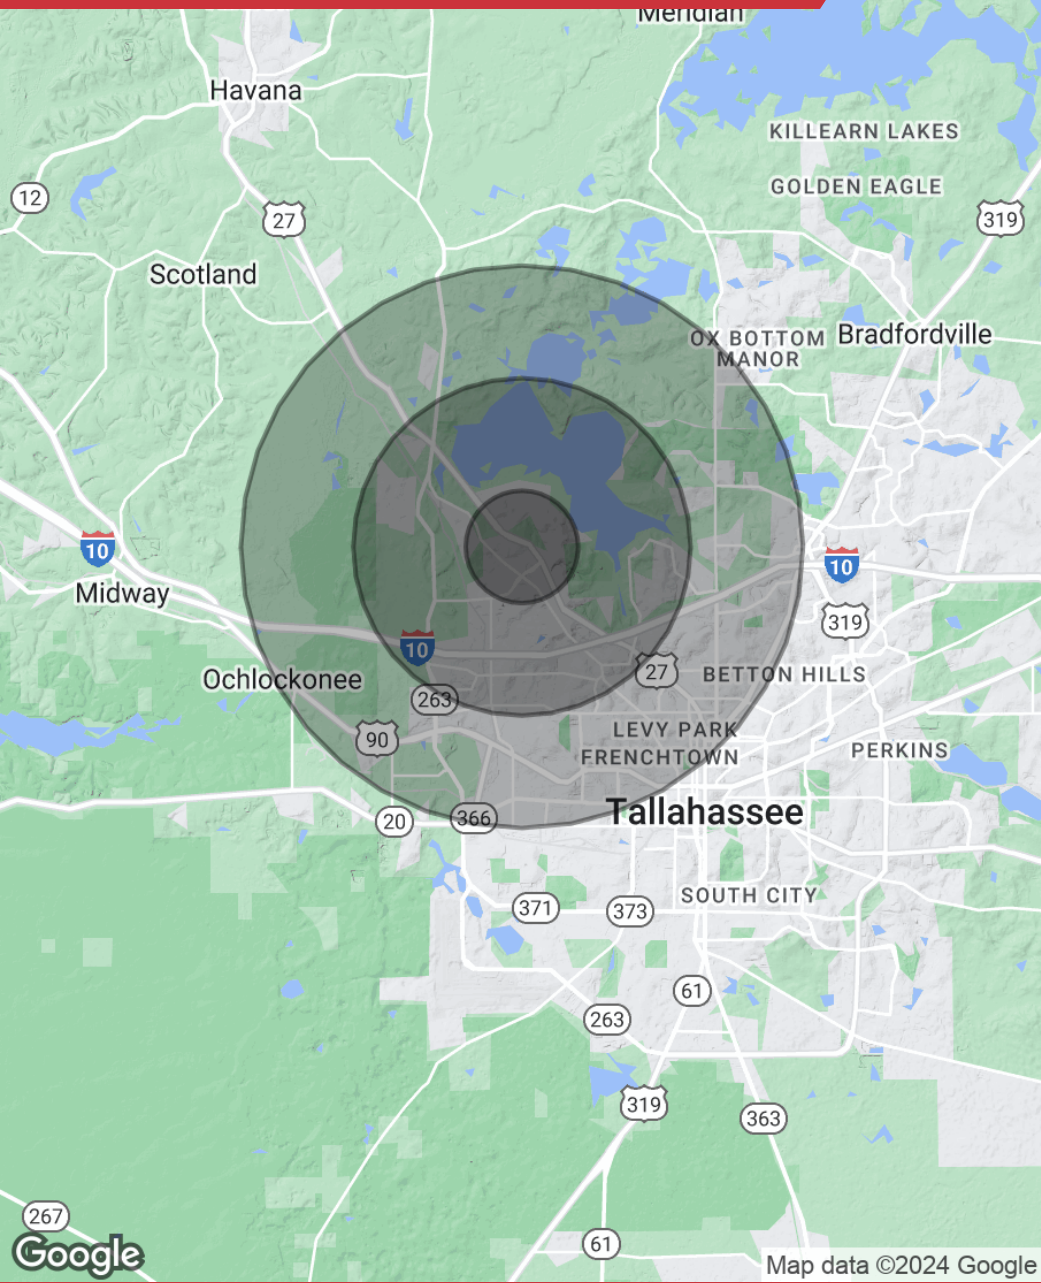 Meridian
Havana
KILLEARN LAKES
GOLDEN EAGLE
12
27
319
Scotland
OX BOTTOM
MANOR
Bradfordville
10
10
Midway
319
10
27
BETTON HILLS
Ochlockonee
263
90
LEVY PARK
FRENCHTOWN
PERKINS
Tallahassee
20
366
SOUTH CITY
371
373
61
263
319
363
267
61
Google
Map data ©2024 Google